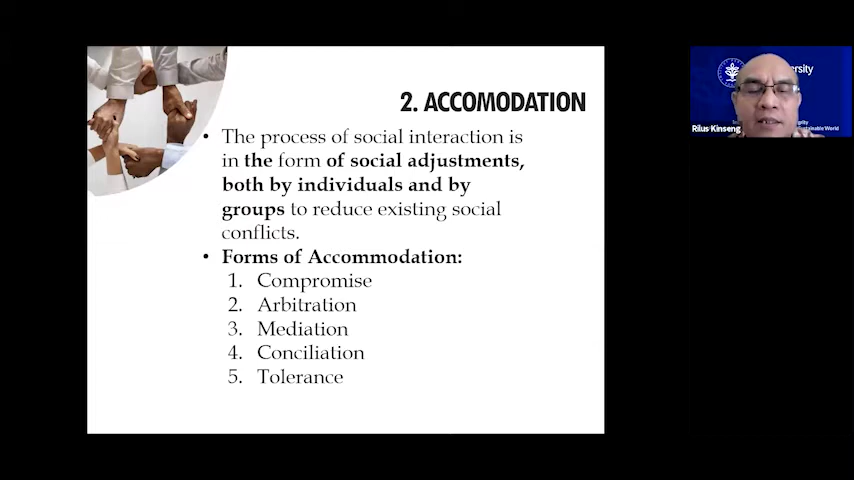 2. ACCOMODATION
• The process of social interaction is
in the form of social adjustments,
both by individuals and by
groups to reduce existing social
conflicts.
• Forms of Accommodation:
1. Compromise
2. Arbitration
3. Mediation
4. Conciliation
5. Tolerance
Rilus Kinseng